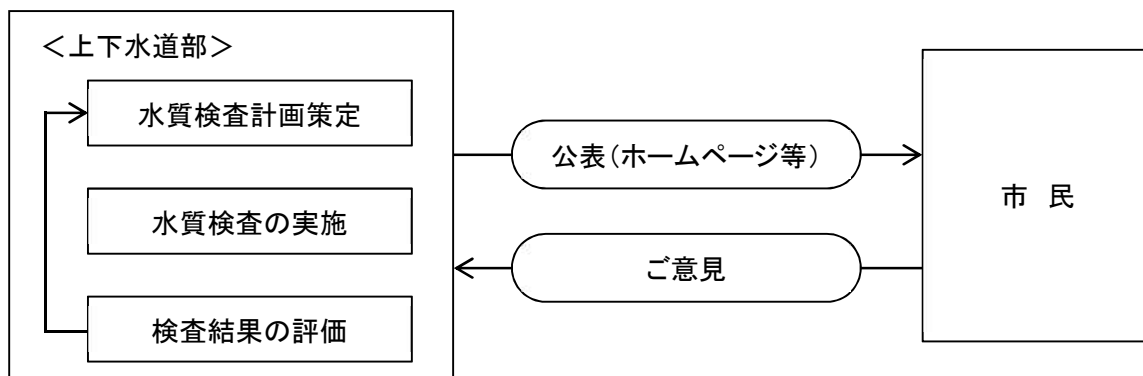 ＜上下水道部＞
水質検査計画策定
水質検査の実施
検査結果の評価
公表（ホームページ等）
ご意見
市　民